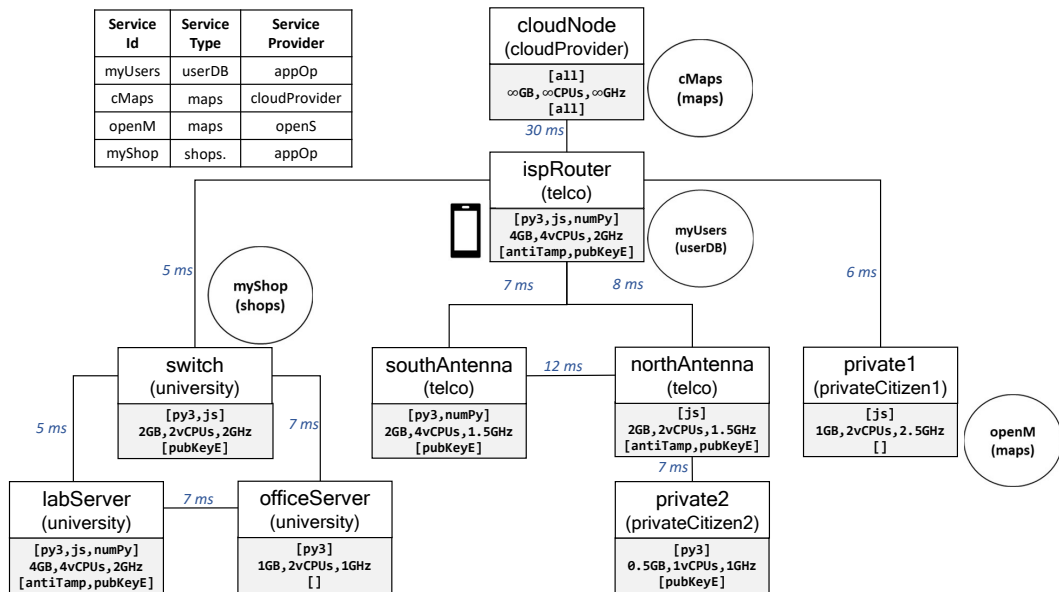 Service Id
Service Type
Service Provider
myUsers
userDB
appOp
cMaps
maps
cloudProvider
openM
maps
openS
myShop
shops.
appOp
cloudNode
(cloudProvider)
[all]
∞GB,∞CPUs,∞GHz
[all]
cMaps
(maps)
30 ms
ispRouter
(telco)
[py3,js,numPy]
4GB,4vCPUs,2GHz
[antiTamp,pubKeyE]
myUsers
(userDB)
5 ms
myShop
(shops)
7 ms
8 ms
6 ms
switch
(university)
[py3,js]
2GB,2vCPUs,2GHz
[pubKeyE]
southAntenna
(telco)
[py3,numPy]
2GB,4vCPUs,1.5GHz
[pubKeyE]
12 ms
northAntenna
(telco)
[js]
2GB,2vCPUs,1.5GHz
[antiTamp,pubKeyE]
private1
(privateCitizen1)
[js]
1GB,2vCPUs,2.5GHz
[]
openM
(maps)
5 ms
7 ms
7 ms
labServer
(university)
[py3,js,numPy]
4GB,4vCPUs,2GHz
[antiTamp,pubKeyE]
7 ms
officeServer
(university)
[py3]
1GB,2vCPUs,1GHz
[]
private2
(privateCitizen2)
[py3]
0.5GB,1vCPUs,1GHz
[pubKeyE]